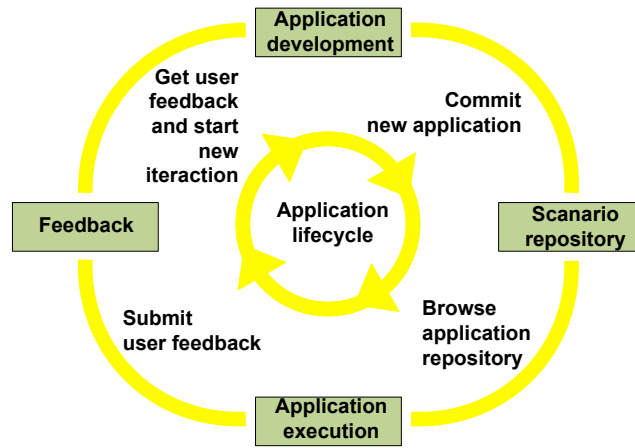 Application
development
Get user
feedback
and start
new
iteraction
Commit
new application
Feedback
Application
lifecycle
Scanario
repository
Submit
user feedback
Browse
application
repository
Application
execution